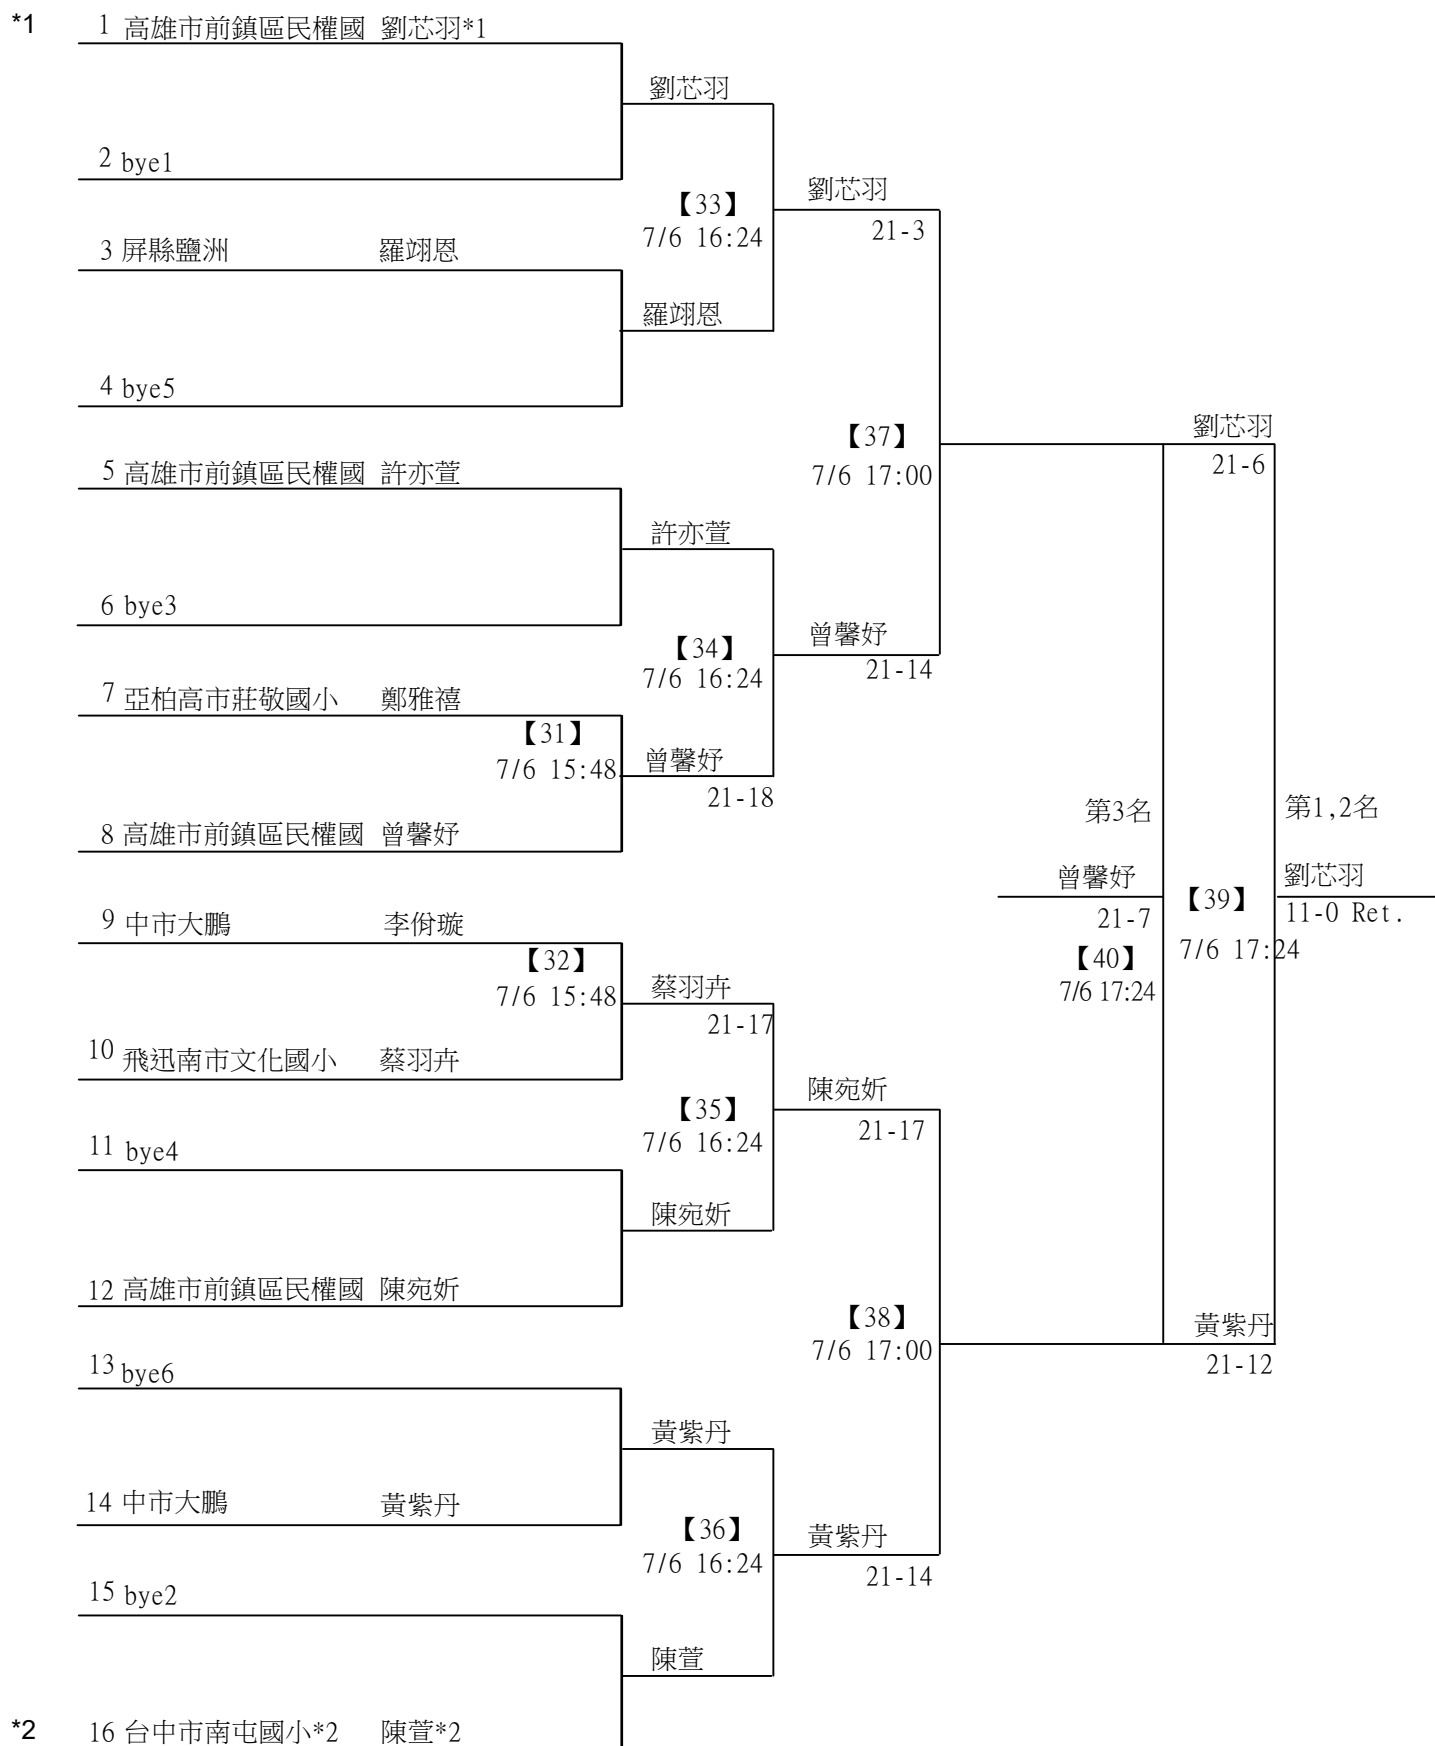 *1 1 高雄市前鎮區民權國 劉芯羽*1
劉芯羽
2 bye1
【33】
7/6 16:24
劉芯羽
21-3
3 屏縣鹽洲 羅翊恩
羅翊恩
4 bye5
【37】
7/6 17:00
劉芯羽
21-6
5 高雄市前鎮區民權國 許亦萱
許亦萱
6 bye3
【34】
7/6 16:24
曾馨妤
21-14
7 亞柏高市莊敬國小 鄭雅禧
【31】
7/6 15:48
曾馨妤
21-18
8 高雄市前鎮區民權國 曾馨妤
第3名
第1,2名
曾馨妤
21-7
【40】
7/6 17:24
【39】
7/6 17:24
劉芯羽
11-0 Ret.
9 中市大鵬 李佾璇
【32】
7/6 15:48
蔡羽卉
21-17
10 飛迅南市文化國小 蔡羽卉
【35】
7/6 16:24
陳宛妡
21-17
11 bye4
陳宛妡
12 高雄市前鎮區民權國 陳宛妡
【38】
7/6 17:00
黃紫丹
21-12
13 bye6
黃紫丹
14 中市大鵬 黃紫丹
【36】
7/6 16:24
黃紫丹
21-14
15 bye2
陳萱
*2 16 台中市南屯國小*2 陳萱*2